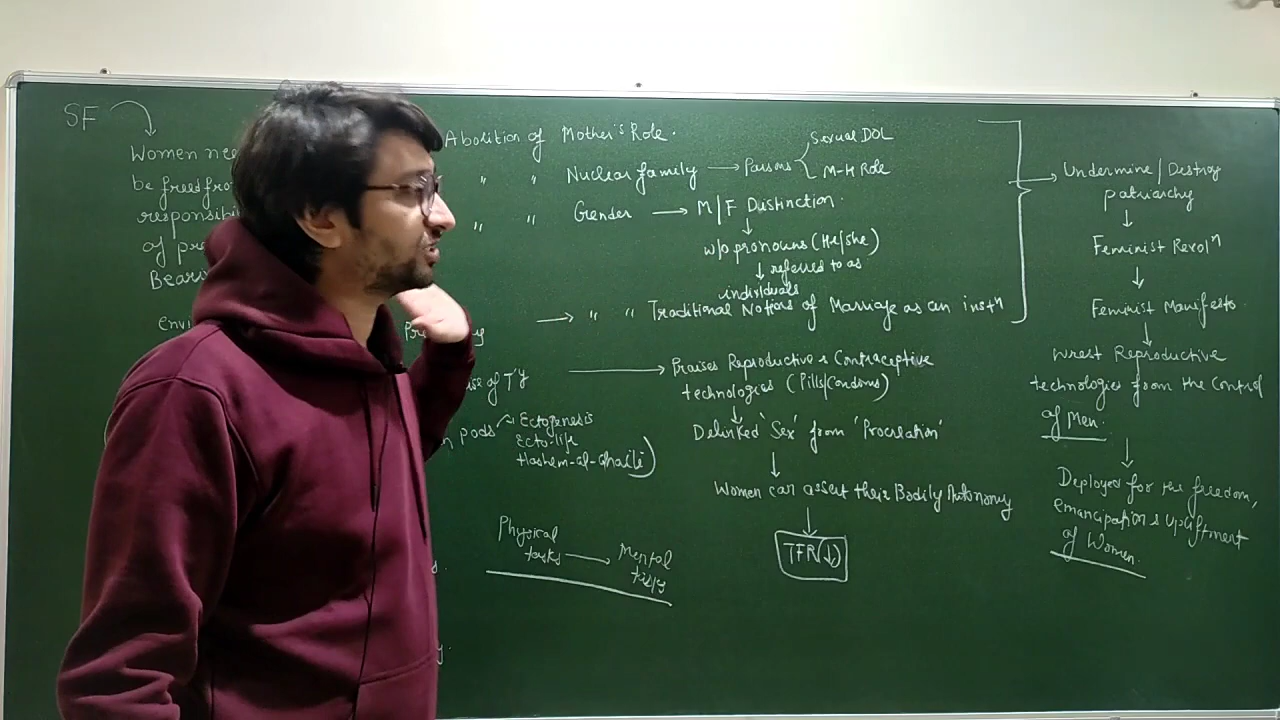 SF
Women nee
be freed fro
responsibi
of pr
Bear
envi
Abolition of Mother's Role.
" " Nuclear family → Parsons
Sexual DOL
M-H Role
" " Gender → M/F Distinction.
↓
w/o pronouns (He/She)
↓ referred to as
individuals
→ " " Traditional Notions of Marriage as an instⁿ
Pr
se of T'y → Praises Reproductive & Contraceptive
technologies (Pills/Condoms)
↓
Delinked 'Sex' from 'Procreation'
↓
Women can assert their Bodily Autonomy
↓
TFR(↓)
n pods → Ectogenesis
Ecto-life
Hashem-al-ghaili)
Physical
tasks → Mental
tasks
s.
y.
→ Undermine/Destroy
patriarchy
↓
Feminist Revolⁿ
↓
Feminist Manifesto.
↓
Wrest Reproductive
technologies from the control
of Men.
↓
Deployed for the freedom,
emancipation & upliftment
of Women.